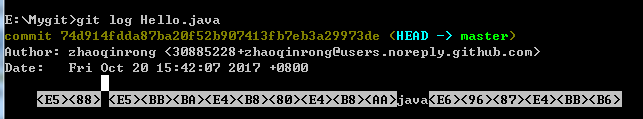 E:\Mygit>git log Hello.java
commit 74d914fdda87ba20f52b907413fb7eb3a29973de (HEAD -> master)
Author: zhaoqinrong <30885228+zhaoqinrong@users.noreply.github.com>
Date:   Fri Oct 20 15:42:07 2017 +0800
<E5><88> <E5><BB><BA><E4><B8><80><E4><B8><AA>java<E6><96><87><E4><BB><B6>